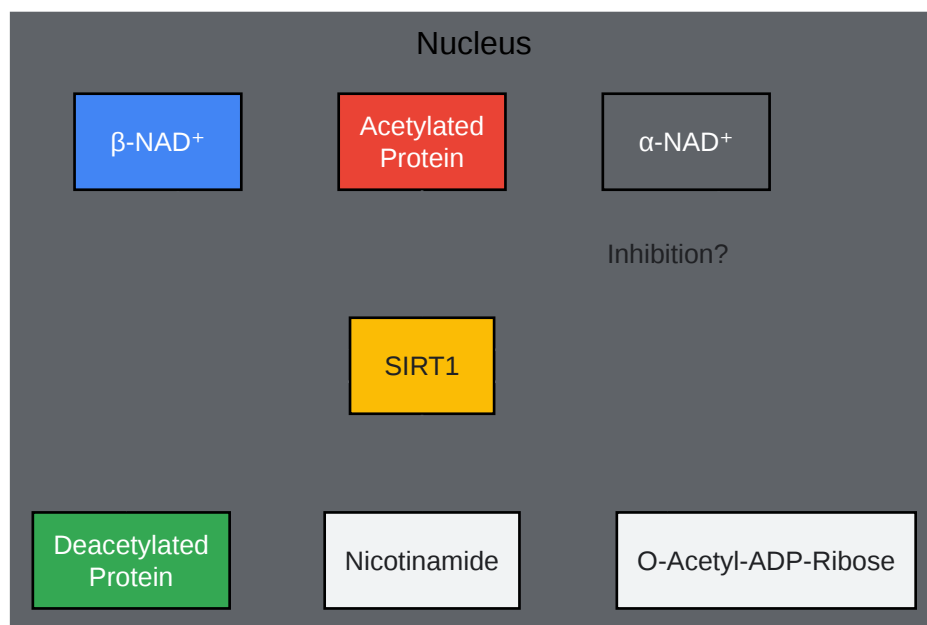 Nucleus
β-NAD⁺
Acetylated
Protein
α-NAD⁺
Inhibition?
SIRT1
Deacetylated
Protein
Nicotinamide
O-Acetyl-ADP-Ribose